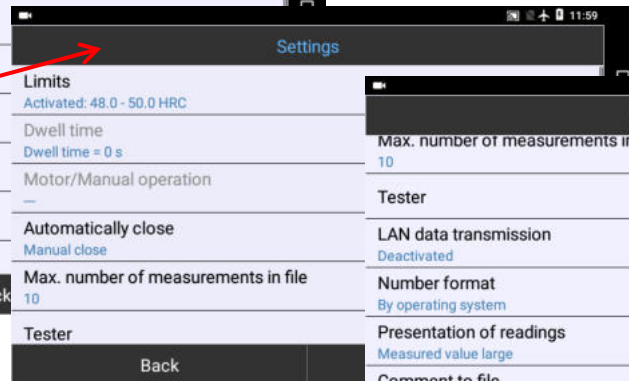 11:59
Settings
Limits
Activated: 48.0 - 50.0 HRC
Dwell time
Dwell time = 0 s
Motor/Manual operation
—
Automatically close
Manual close
Max. number of measurements in file
10
Tester
Back
Max. number of measurements in
10
Tester
LAN data transmission
Deactivated
Number format
By operating system
Presentation of readings
Measured value large
Comment to file